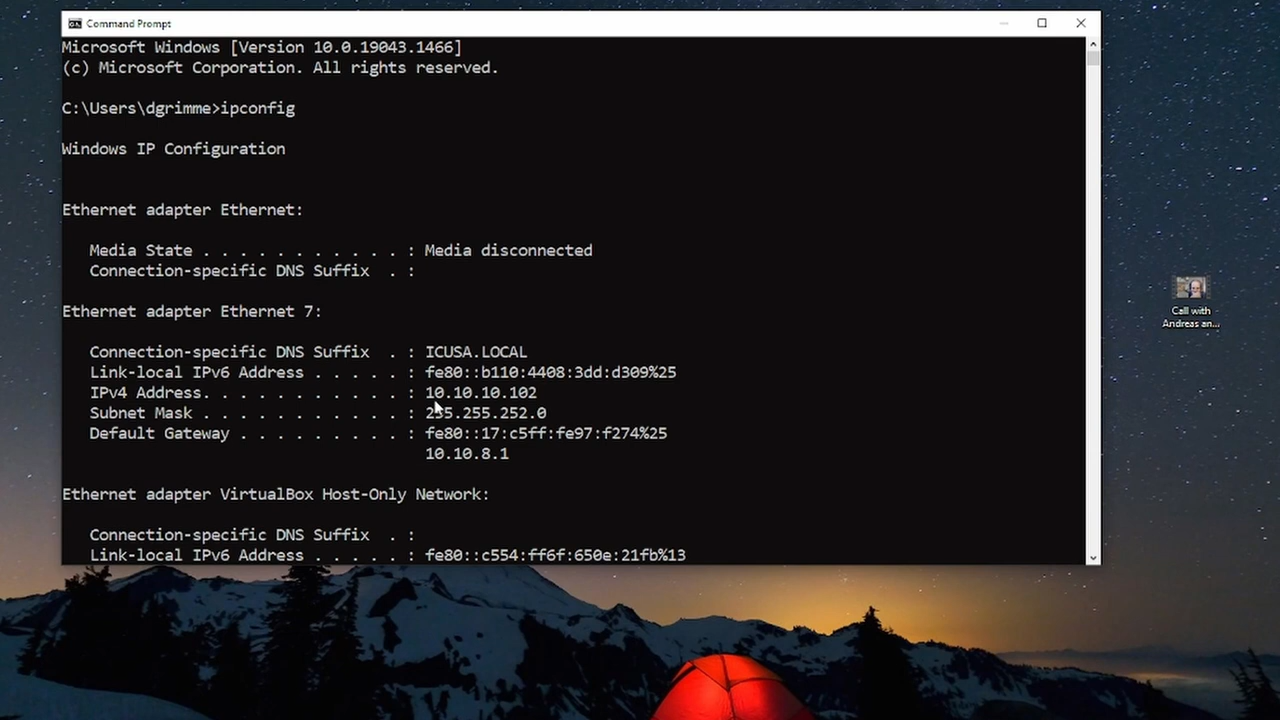 Command Prompt
Microsoft Windows [Version 10.0.19043.1466]
(c) Microsoft Corporation. All rights reserved.
C:\Users\dgrimme>ipconfig
Windows IP Configuration
Ethernet adapter Ethernet:
Media State . . . . . . . . . . . : Media disconnected
Connection-specific DNS Suffix  . :
Ethernet adapter Ethernet 7:
Connection-specific DNS Suffix  . : ICUSA.LOCAL
Link-local IPv6 Address . . . . . : fe80::b110:4408:3dd:d309%25
IPv4 Address. . . . . . . . . . . : 10.10.10.102
Subnet Mask . . . . . . . . . . . : 255.255.252.0
Default Gateway . . . . . . . . . : fe80::17:c5ff:fe97:f274%25
10.10.8.1
Ethernet adapter VirtualBox Host-Only Network:
Connection-specific DNS Suffix  . :
Link-local IPv6 Address . . . . . : fe80::c554:ff6f:650e:21fb%13
Call with
Andreas an...